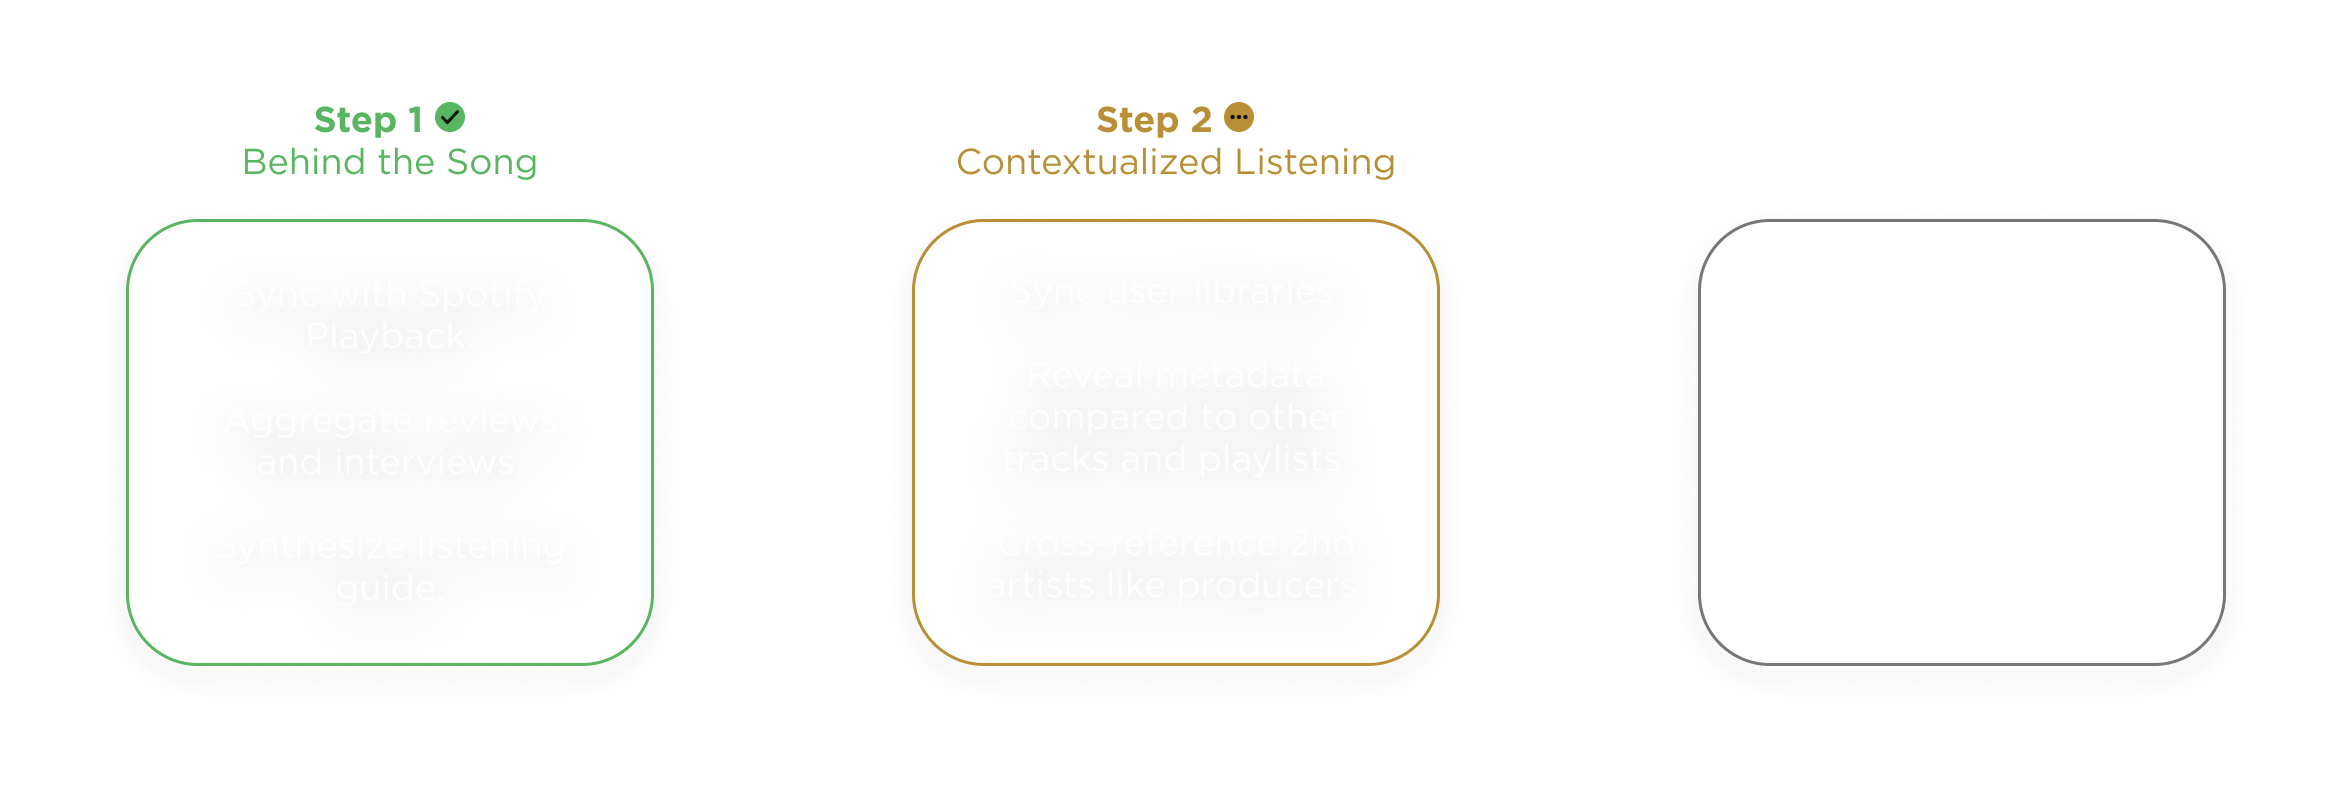 Step 1
Behind the Song
Sync with Spotify
Playback.
Aggregate reviews
and interviews.
Synthesize listening
guide.
Step 2
Contextualized Listening
Sync user libraries.
Reveal metadata
compared to other
tracks and playlists.
Cross-reference 2nd
artists like producers.